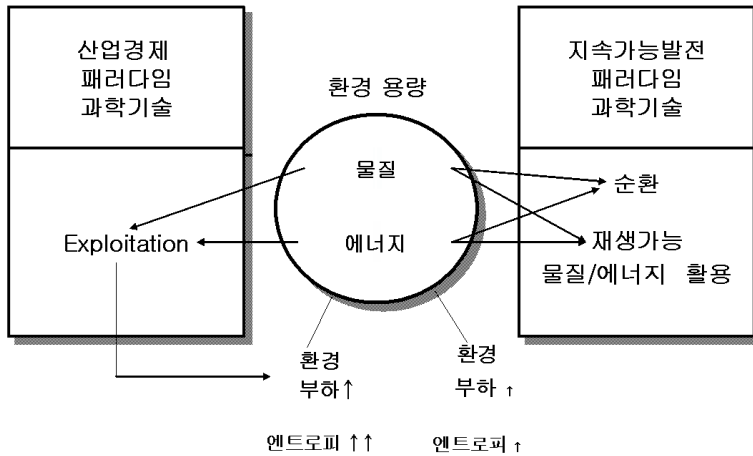 산업경제
패러다임
과학기술
Exploitation
환경 용량
물질
에너지
지속가능발전
패러다임
과학기술
순환
재생가능
물질/에너지 활용
환경
부하↑
엔트로피 ↑↑
환경
부하 ↑
엔트로피 ↑